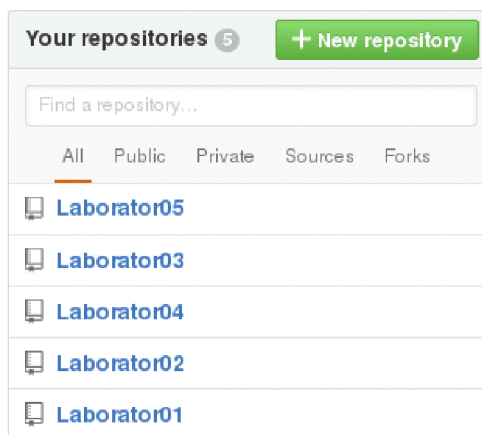 Your repositories 5
+ New repository
Find a repository...
All Public Private Sources Forks
Laborator05
Laborator03
Laborator04
Laborator02
Laborator01